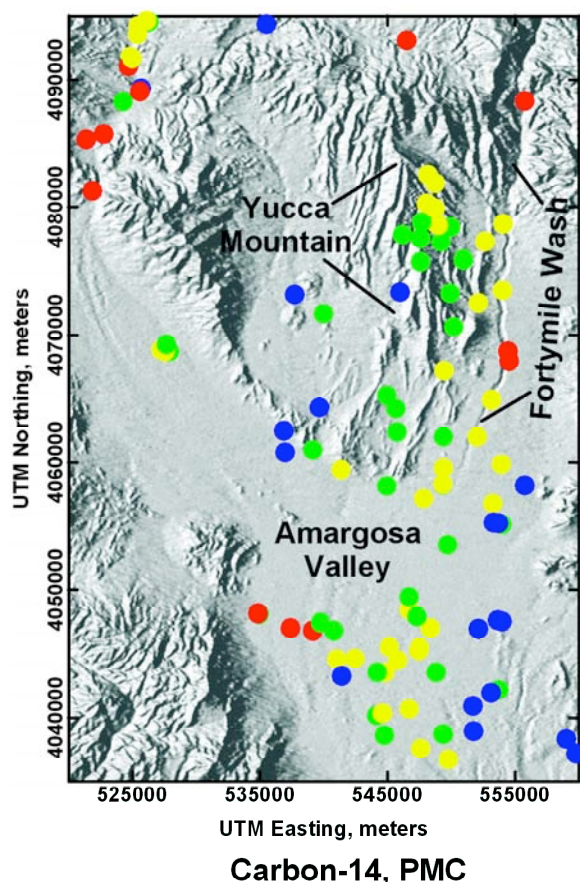 4090000
4080000
4070000
4060000
4050000
4040000
UTM Northing, meters
Yucca
Mountain
Fortymile Wash
Amargosa
Valley
525000
535000
545000
555000
UTM Easting, meters
Carbon-14, PMC